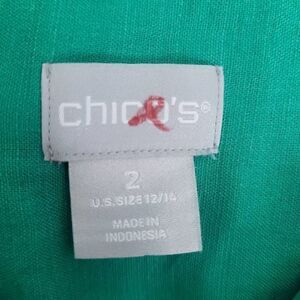 chico's®
2
U.S. SIZE 12/14
MADE IN
INDONESIA